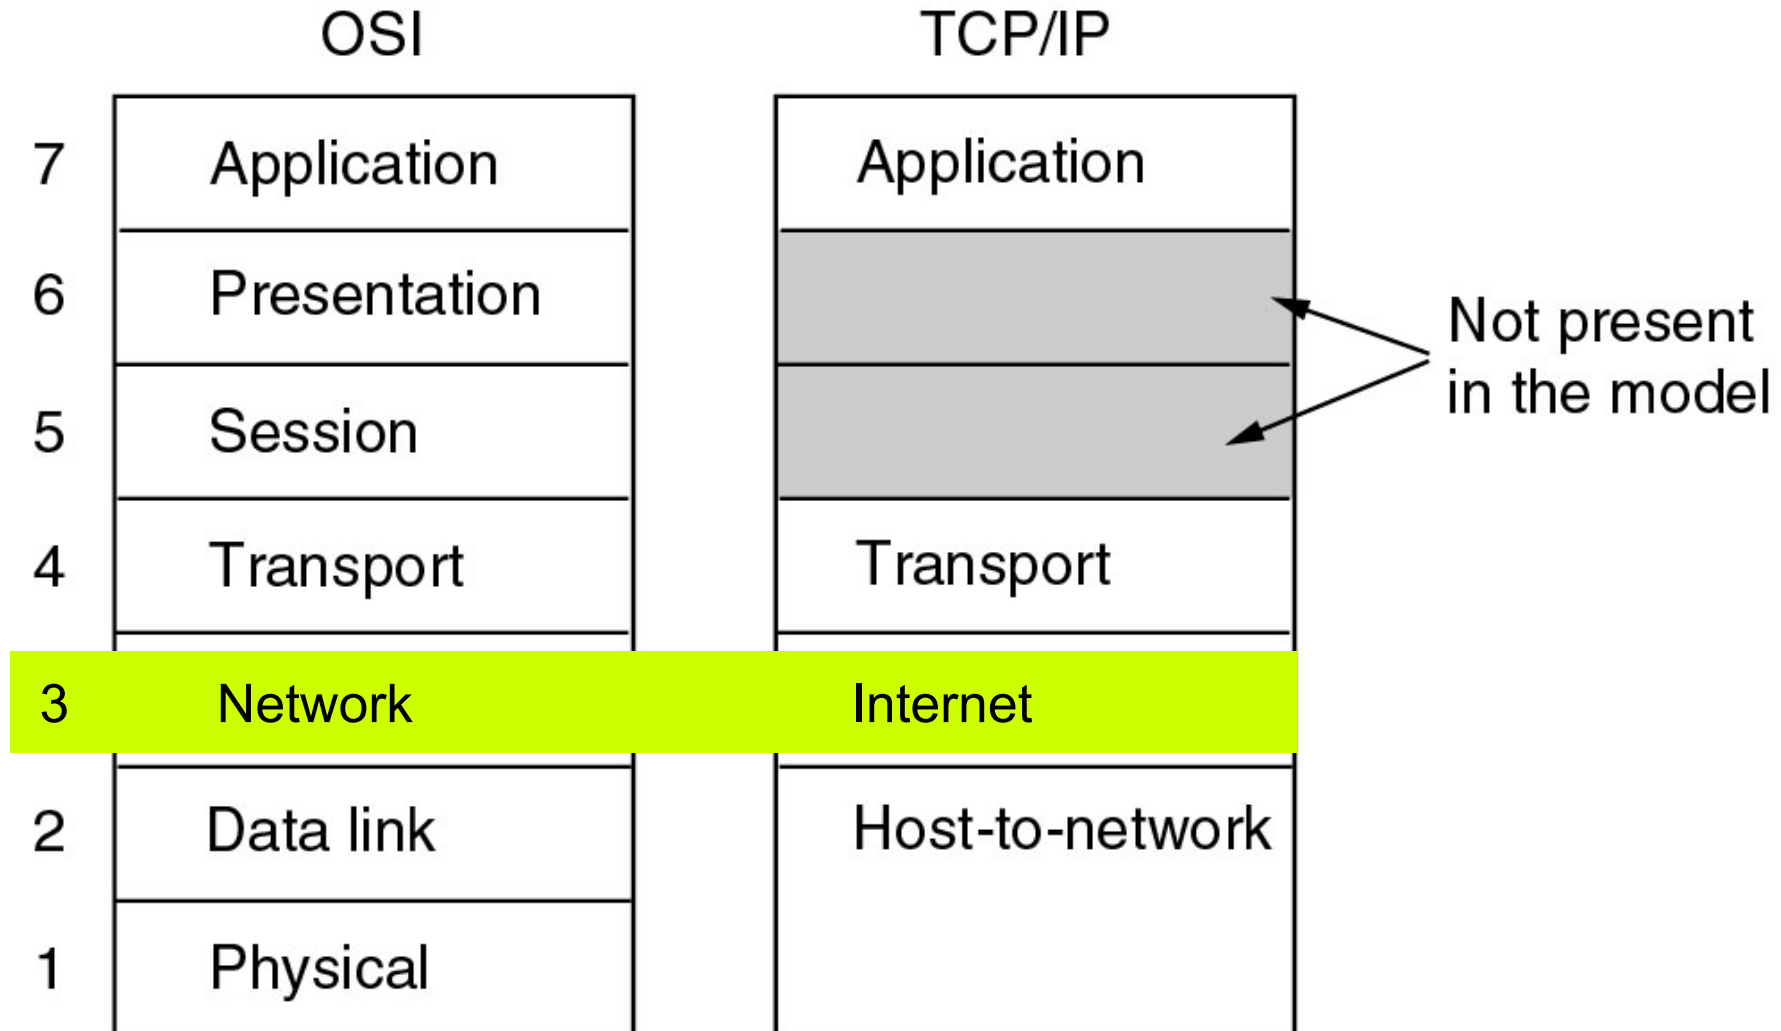 OSI TCP/IP
7 Application Application
6 Presentation
Not present
in the model
5 Session
4 Transport Transport
3 Network Internet
2 Data link Host-to-network
1 Physical